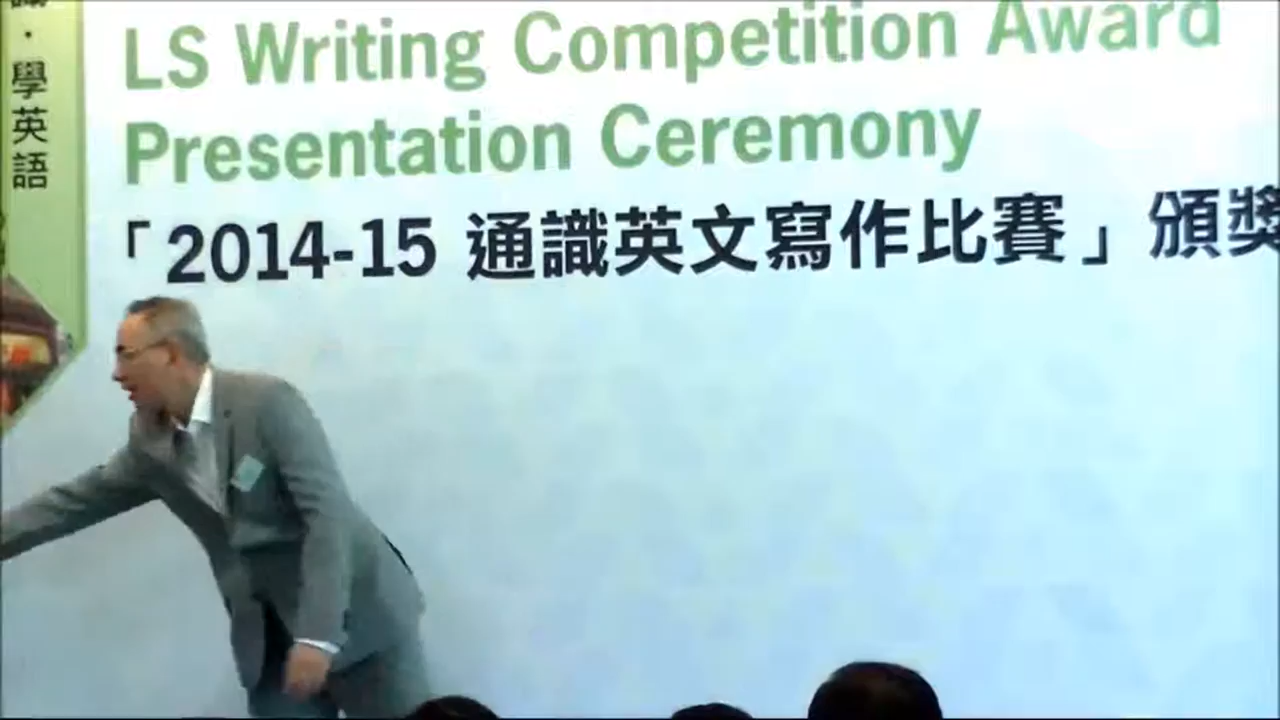 LS Writing Competition Award
Presentation Ceremony
「2014-15 通識英文寫作比賽」頒獎
識．學英語